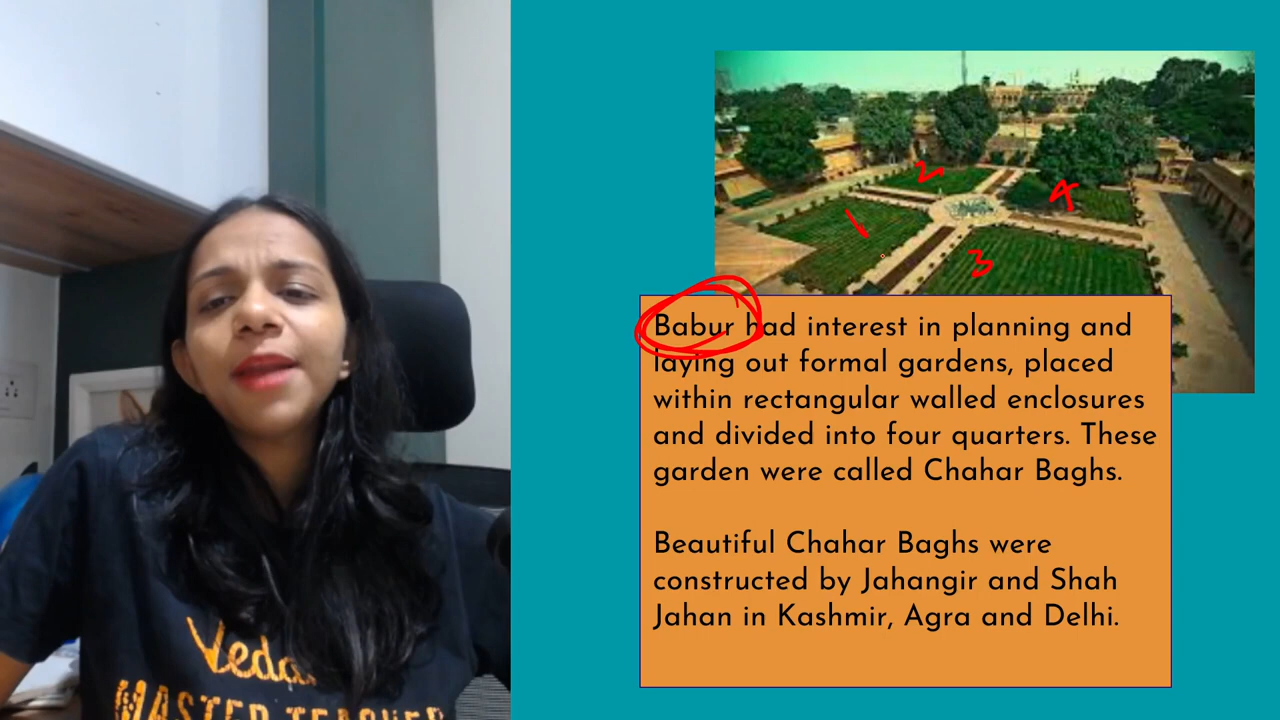 2
4
1
3
Babur had interest in planning and
laying out formal gardens, placed
within rectangular walled enclosures
and divided into four quarters. These
garden were called Chahar Baghs.
Beautiful Chahar Baghs were
constructed by Jahangir and Shah
Jahan in Kashmir, Agra and Delhi.
MASTER TEACHER